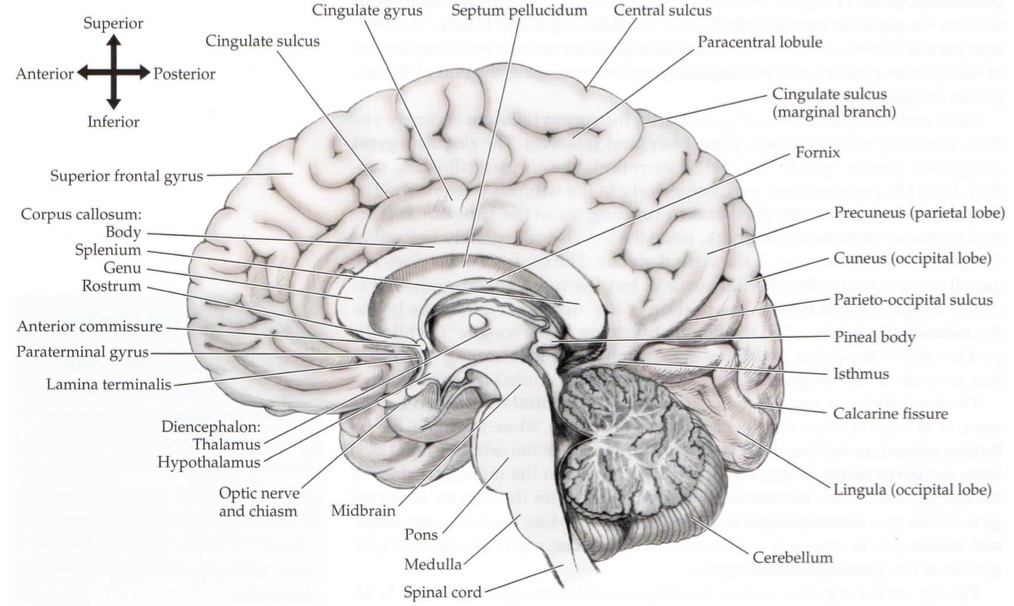 Superior
Anterior
Posterior
Inferior
Cingulate gyrus
Septum pellucidum
Central sulcus
Cingulate sulcus
Paracentral lobule
Cingulate sulcus
(marginal branch)
Fornix
Superior frontal gyrus
Corpus callosum:
Body
Splenium
Genu
Rostrum
Precuneus (parietal lobe)
Cuneus (occipital lobe)
Parieto-occipital sulcus
Anterior commissure
Pineal body
Paraterminal gyrus
Isthmus
Lamina terminalis
Calcarine fissure
Diencephalon:
Thalamus
Hypothalamus
Optic nerve
and chiasm
Midbrain
Lingula (occipital lobe)
Pons
Cerebellum
Medulla
Spinal cord